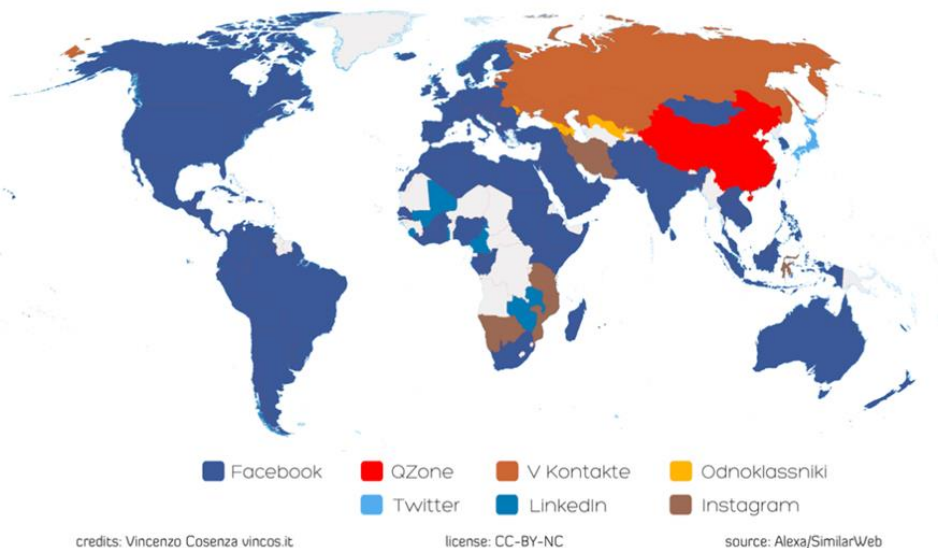 Facebook QZone V Kontakte Odnoklassniki
Twitter LinkedIn Instagram
credits: Vincenzo Cosenza vincos.it license: CC-BY-NC source: Alexa/SimilarWeb